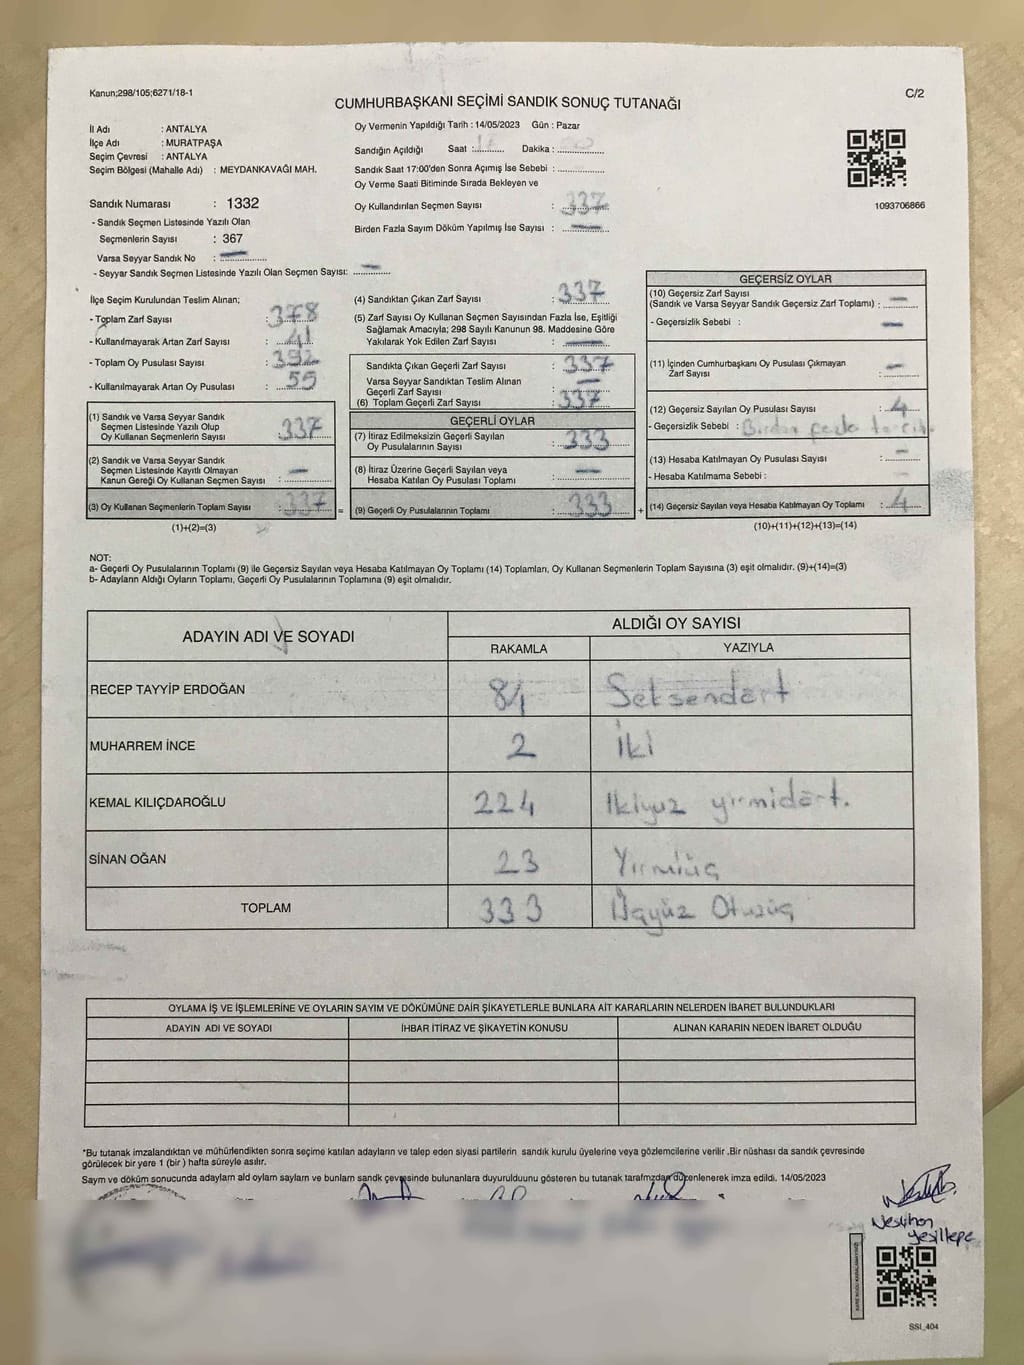 Kanun;298/105;6271/18-1
C/2
CUMHURBAŞKANI SEÇİMİ SANDIK SONUÇ TUTANAĞI
İl Adı : ANTALYA
İlçe Adı : MURATPAŞA
Seçim Çevresi : ANTALYA
Seçim Bölgesi (Mahalle Adı) : MEYDANKAVAĞI MAH.
Sandık Numarası : 1332
- Sandık Seçmen Listesinde Yazılı Olan
Seçmenlerin Sayısı : 367
Varsa Seyyar Sandık No : —
- Seyyar Sandık Seçmen Listesinde Yazılı Olan Seçmen Sayısı: —
Oy Vermenin Yapıldığı Tarih : 14/05/2023 Gün : Pazar
Sandığın Açıldığı Saat :.......... Dakika : ..............
Sandık Saat 17:00'den Sonra Açımış İse Sebebi : ..............
Oy Verme Saati Bitiminde Sırada Bekleyen ve
Oy Kullandırılan Seçmen Sayısı : 337
Birden Fazla Sayım Döküm Yapılmış İse Sayısı : —
1093706866
İlçe Seçim Kurulundan Teslim Alınan;
- Toplam Zarf Sayısı : 378
- Kullanılmayarak Artan Zarf Sayısı : 41
- Toplam Oy Pusulası Sayısı : 392
- Kullanılmayarak Artan Oy Pusulası : 55
(1) Sandık ve Varsa Seyyar Sandık
Seçmen Listesinde Yazılı Olup
Oy Kullanan Seçmenlerin Sayısı : 337
(2) Sandık ve Varsa Seyyar Sandık
Seçmen Listesinde Kayıtlı Olmayan
Kanun Gereği Oy Kullanan Seçmen Sayısı : —
(3) Oy Kullanan Seçmenlerin Toplam Sayısı : 337
(1)+(2)=(3)
(4) Sandıktan Çıkan Zarf Sayısı : 337
(5) Zarf Sayısı Oy Kullanan Seçmen Sayısından Fazla İse, Eşitliği
Sağlamak Amacıyla; 298 Sayılı Kanunun 98. Maddesine Göre
Yakılarak Yok Edilen Zarf Sayısı : —
Sandıkta Çıkan Geçerli Zarf Sayısı : 337
Varsa Seyyar Sandıktan Teslim Alınan
Geçerli Zarf Sayısı : —
(6) Toplam Geçerli Zarf Sayısı : 337
GEÇERLİ OYLAR
(7) İtiraz Edilmeksizin Geçerli Sayılan
Oy Pusulasının Sayısı : 333
(8) İtiraz Üzerine Geçerli Sayılan veya
Hesaba Katılan Oy Pusulası Toplamı : —
= (9) Geçerli Oy Pusulalarının Toplamı : 333 +
GEÇERSİZ OYLAR
(10) Geçersiz Zarf Sayısı
(Sandık ve Varsa Seyyar Sandık Geçersiz Zarf Toplamı) : —
- Geçersizlik Sebebi : —
(11) İçinden Cumhurbaşkanı Oy Pusulası Çıkmayan
Zarf Sayısı : —
(12) Geçersiz Sayılan Oy Pusulası Sayısı : 4
- Geçersizlik Sebebi : Birden fazla tercih
(13) Hesaba Katılmayan Oy Pusulası Sayısı : —
- Hesaba Katılmama Sebebi : —
(14) Geçersiz Sayılan veya Hesaba Katılmayan Oy Toplamı : 4
(10)+(11)+(12)+(13)=(14)
NOT:
a- Geçerli Oy Pusulalarının Toplamı (9) ile Geçersiz Sayılan veya Hesaba Katılmayan Oy Toplamı (14) Toplamları, Oy Kullanan Seçmenlerin Toplam Sayısına (3) eşit olmalıdır. (9)+(14)=(3)
b- Adayların Aldığı Oyların Toplamı, Geçerli Oy Pusulalarının Toplamına (9) eşit olmalıdır.
ADAYIN ADI VE SOYADI ALDIĞI OY SAYISI
RAKAMLA YAZIYLA
RECEP TAYYİP ERDOĞAN 84 Seksendört
MUHARREM İNCE 2 İki
KEMAL KILIÇDAROĞLU 224 İkiyüz yirmidört.
SİNAN OĞAN 23 Yirmiüç
TOPLAM 333 Üçyüz Otuzüç
OYLAMA İŞ VE İŞLEMLERİNE VE OYLARIN SAYIM VE DÖKÜMÜNE DAİR ŞİKAYETLERLE BUNLARA AİT KARARLARIN NELERDEN İBARET BULUNDUKLARI
ADAYIN ADI VE SOYADI İHBAR İTİRAZ VE ŞİKAYETİN KONUSU ALINAN KARARIN NEDEN İBARET OLDUĞU
*Bu tutanak imzalandıktan ve mühürlendikten sonra seçime katılan adayların ve talep eden siyasi partilerin sandık kurulu üyelerine veya gözlemcilerine verilir .Bir nüshası da sandık çevresinde
görülecek bir yere 1 (bir ) hafta süreyle asılır.
Sayım ve döküm sonucunda adayların ald oylam sayların ve bunlam sandk çevesinde bulunanlara duyurulduunu gösteren bu tutanak tarafmzdan düzenlenerek imza edildi. 14/05/2023
Neslihan
Yeşiltepe
SSI_404